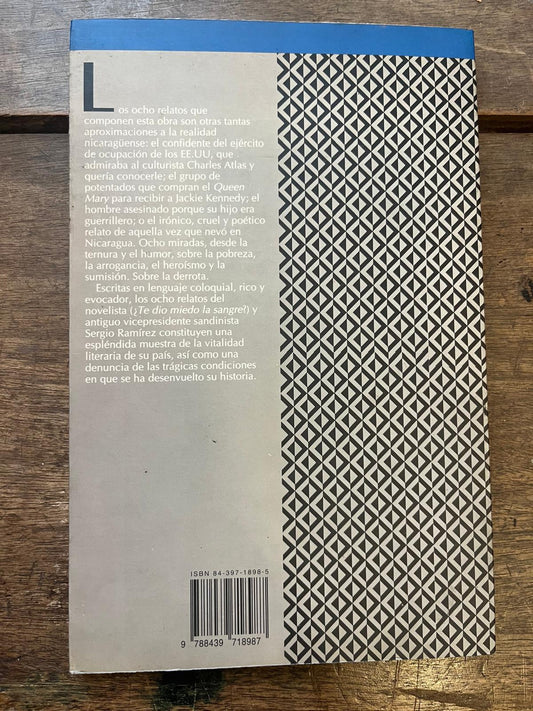 Los ocho relatos que
componen esta obra son otras tantas
aproximaciones a la realidad
nicaragüense: el confidente del ejército
de ocupación de los EE.UU, que
admiraba al culturista Charles Atlas y
quería conocerle; el grupo de
potentados que compran el Queen
Mary para recibir a Jackie Kennedy; el
hombre asesinado porque su hijo era
guerrillero; o el irónico, cruel y poético
relato de aquella vez que nevó en
Nicaragua. Ocho miradas, desde la
ternura y el humor, sobre la pobreza,
la arrogancia, el heroísmo y la
sumisión. Sobre la derrota.
Escritas en lenguaje coloquial, rico y
evocador, los ocho relatos del
novelista (¿Te dio miedo la sangre?) y
antiguo vicepresidente sandinista
Sergio Ramírez constituyen una
espléndida muestra de la vitalidad
literaria de su país, así como una
denuncia de las trágicas condiciones
en que se ha desenvuelto su historia.
ISBN 84-397-1898-5
9 788439 718987